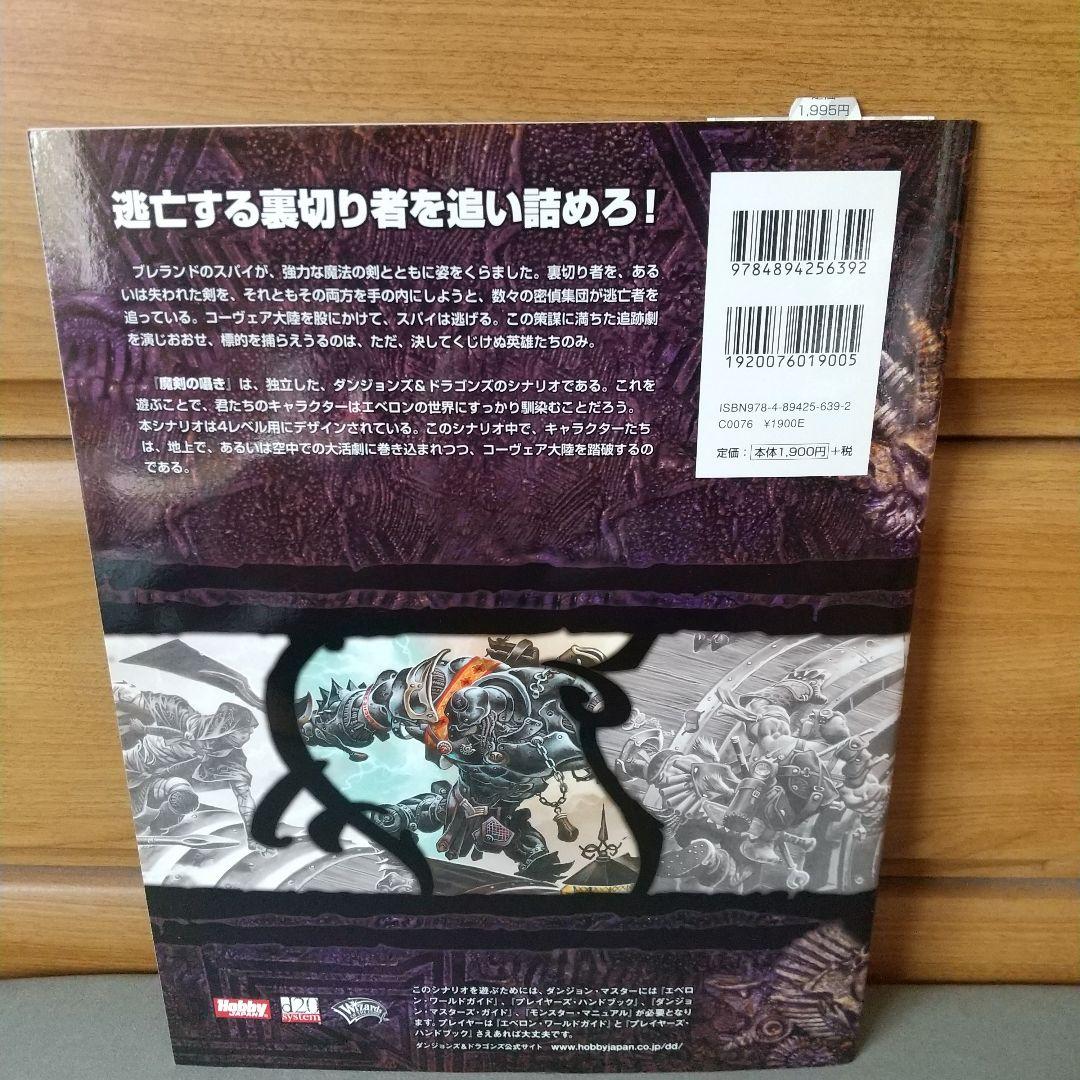 1,995円
逃亡する裏切り者を追い詰めろ!
ブレランドのスパイが、強力な魔法の剣とともに姿をくらました。裏切り者を、ある
いは失われた剣を、それともその両方を手の内にしようと、数々の密偵集団が逃亡者を
追っている。コーヴェア大陸を股にかけて、スパイは逃げる。この策謀に満ちた追跡劇
を演じおおせ、標的を捕らえうるのは、ただ、決してくじけぬ英雄たちのみ。
『魔剣の囁き』は、独立した、ダンジョンズ&ドラゴンズのシナリオである。これを
遊ぶことで、君たちのキャラクターはエベロンの世界にすっかり馴染むことだろう。
本シナリオは4レベル用にデザインされている。このシナリオ中で、キャラクターたち
は、地上で、あるいは空中での大活劇に巻き込まれつつ、コーヴェア大陸を踏破するの
である。
9784894256392
1920076019005
ISBN978-4-89425-639-2
C0076 ¥1900E
定価:本体1,900円+税
Hobby
JAPAN
d20
system
Wizards
このシナリオを遊ぶためには、ダンジョン・マスターには『エベロ
ン・ワールドガイド』、『プレイヤーズ・ハンドブック』、『ダンジョ
ン・マスターズ・ガイド』、『モンスター・マニュアル』が必要となり
ます。プレイヤーは『エベロン・ワールドガイド』と『プレイヤーズ・
ハンドブック』さえあれば大丈夫です。
ダンジョンズ&ドラゴンズ公式サイト www.hobbyjapan.co.jp/dd/